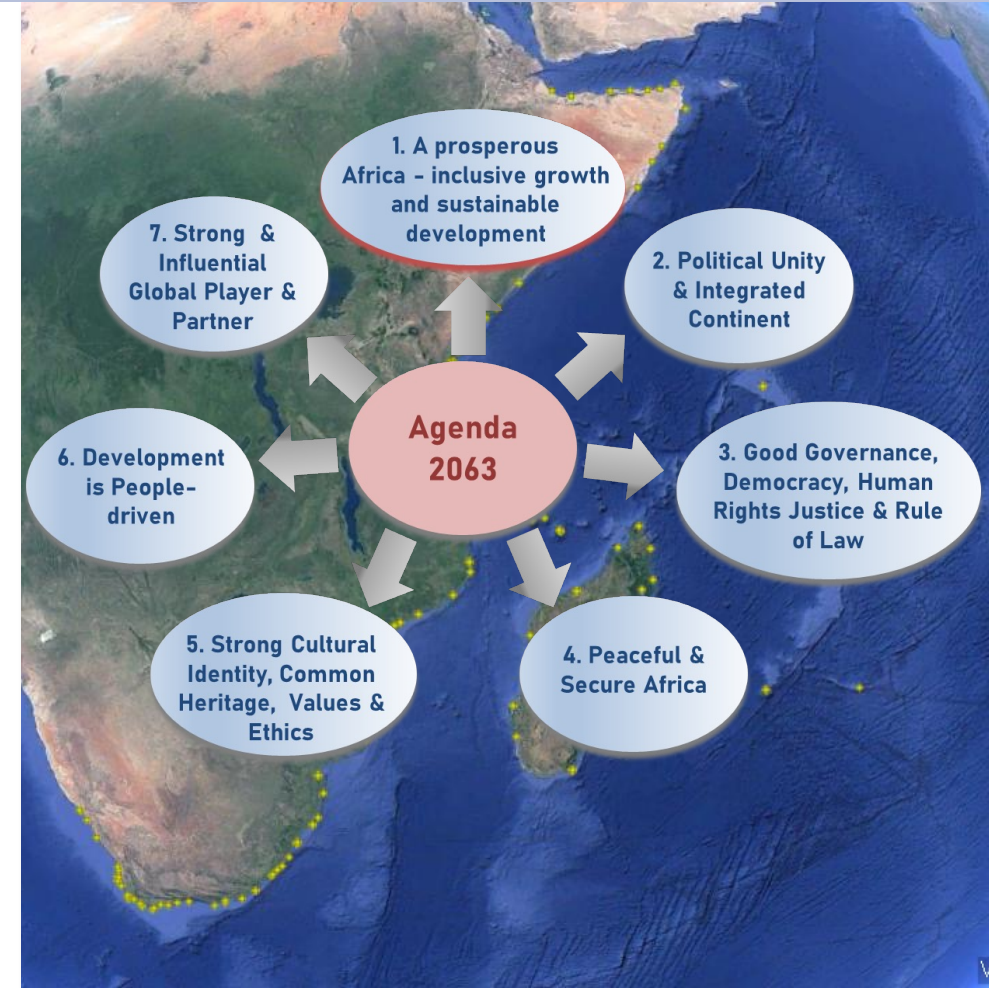 1. A prosperous
Africa - inclusive growth
and sustainable
development
2. Political Unity
& Integrated
Continent
3. Good Governance,
Democracy, Human
Rights Justice & Rule
of Law
4. Peaceful &
Secure Africa
5. Strong Cultural
Identity, Common
Heritage, Values &
Ethics
6. Development
is People-
driven
7. Strong & 
Influential
Global Player &
Partner
Agenda
2063